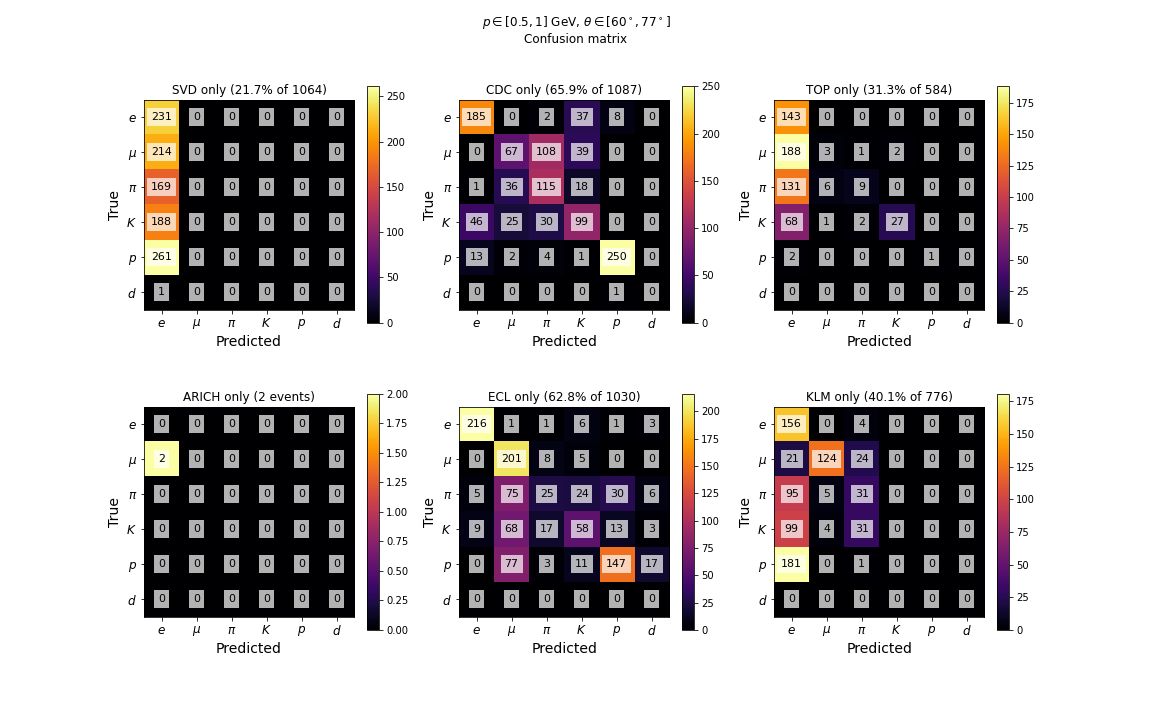 p ∈ [0.5, 1] GeV, θ ∈ [60°, 77°]
Confusion matrix
SVD only (21.7% of 1064)
e 231 0 0 0 0 0
μ 214 0 0 0 0 0
π 169 0 0 0 0 0
K 188 0 0 0 0 0
p 261 0 0 0 0 0
d 1 0 0 0 0 0
e μ π K p d
True
Predicted
250
200
150
100
50
0
CDC only (65.9% of 1087)
e 185 0 2 37 8 0
μ 0 67 108 39 0 0
π 1 36 115 18 0 0
K 46 25 30 99 0 0
p 13 2 4 1 250 0
d 0 0 0 0 1 0
e μ π K p d
True
Predicted
250
200
150
100
50
0
TOP only (31.3% of 584)
e 143 0 0 0 0 0
μ 188 3 1 2 0 0
π 131 6 9 0 0 0
K 68 1 2 27 0 0
p 2 0 0 0 1 0
d 0 0 0 0 0 0
e μ π K p d
True
Predicted
175
150
125
100
75
50
25
0
ARICH only (2 events)
e 0 0 0 0 0 0
μ 2 0 0 0 0 0
π 0 0 0 0 0 0
K 0 0 0 0 0 0
p 0 0 0 0 0 0
d 0 0 0 0 0 0
e μ π K p d
True
Predicted
2.00
1.75
1.50
1.25
1.00
0.75
0.50
0.25
0.00
ECL only (62.8% of 1030)
e 216 1 1 6 1 3
μ 0 201 8 5 0 0
π 5 75 25 24 30 6
K 9 68 17 58 13 3
p 0 77 3 11 147 17
d 0 0 0 0 0 0
e μ π K p d
True
Predicted
200
175
150
125
100
75
50
25
0
KLM only (40.1% of 776)
e 156 0 4 0 0 0
μ 21 124 24 0 0 0
π 95 5 31 0 0 0
K 99 4 31 0 0 0
p 181 0 1 0 0 0
d 0 0 0 0 0 0
e μ π K p d
True
Predicted
175
150
125
100
75
50
25
0